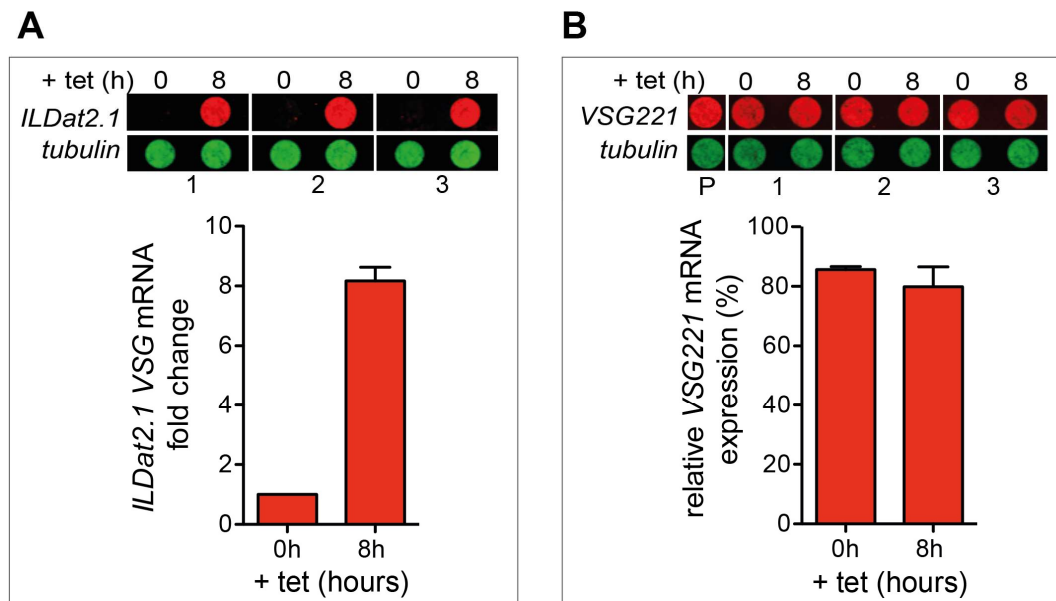 A
+ tet (h) 0 8 0 8 0 8
ILDat2.1
tubulin
1 2 3
10
8
6
4
2
0
ILDat2.1 VSG mRNA
fold change
0h 8h
+ tet (hours)
B
+ tet (h) 0 8 0 8 0 8
VSG221
tubulin
P 1 2 3
100
80
60
40
20
0
relative VSG221 mRNA
expression (%)
0h 8h
+ tet (hours)